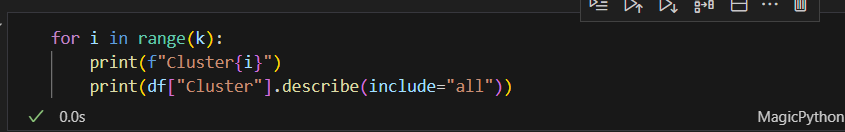 for i in range(k):
    print(f"Cluster{i}")
    print(df["Cluster"].describe(include="all"))
0.0s
MagicPython